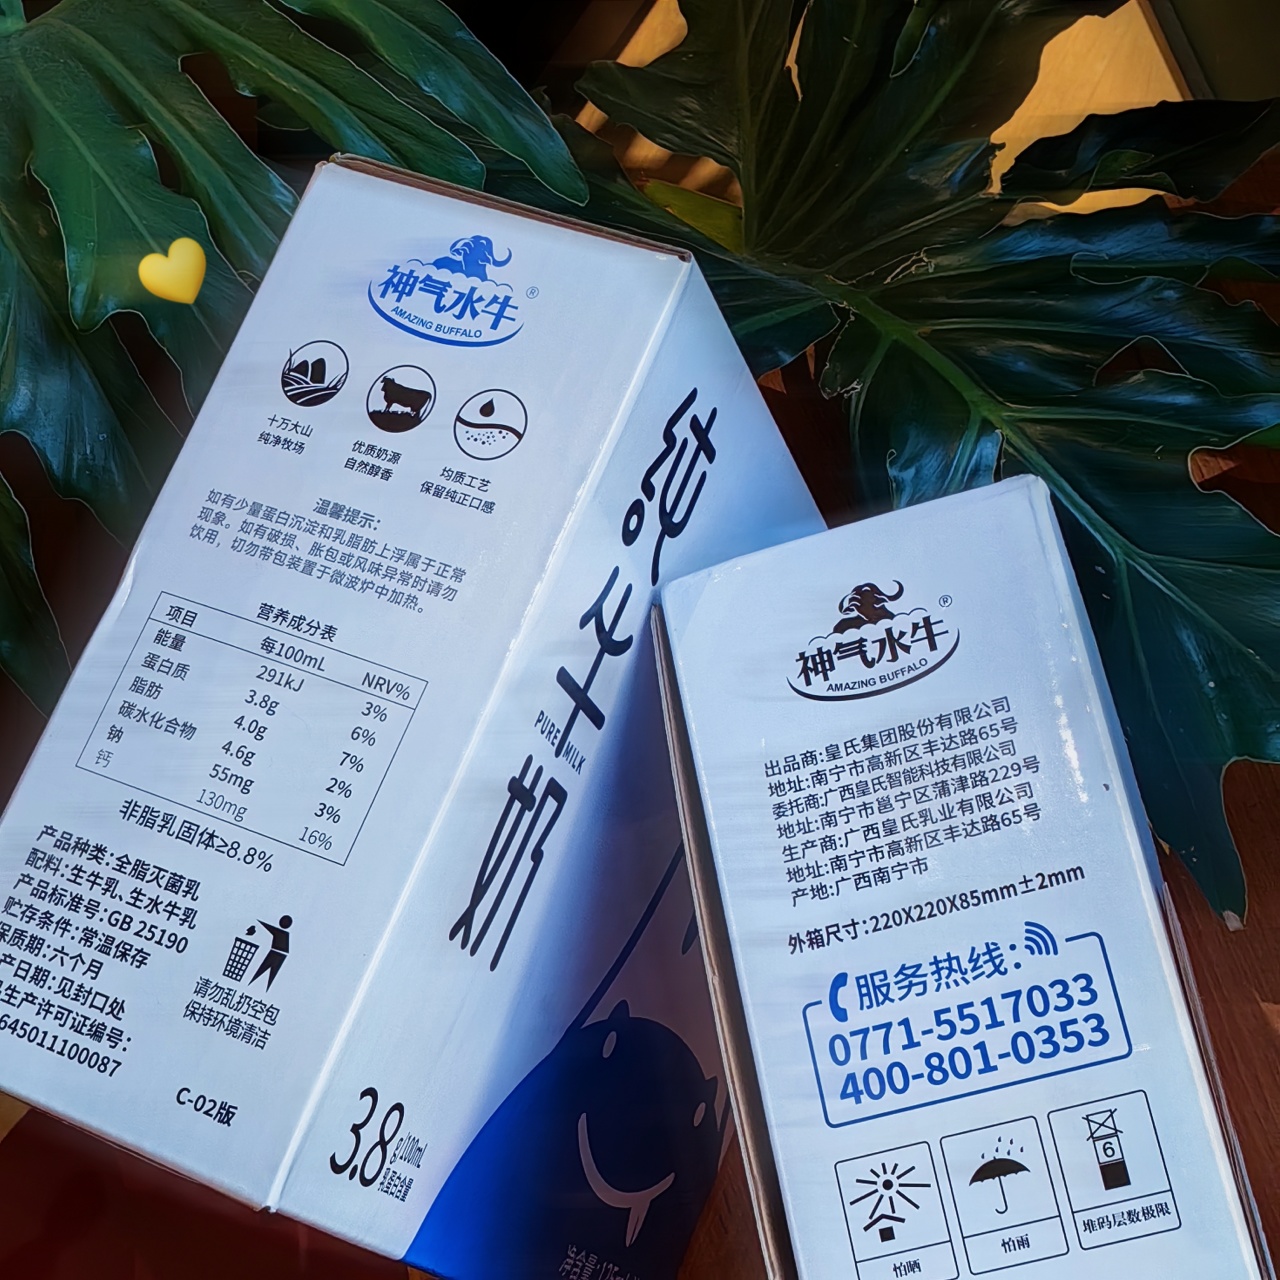 神气水牛®
AMAZING BUFFALO
十万大山
纯净牧场
优质奶源
自然醇香
均质工艺
保留纯正口感
温馨提示:
如有少量蛋白沉淀和乳脂肪上浮属于正常
现象。如有破损、胀包或风味异常时请勿
饮用，切勿带包装置于微波炉中加热。
营养成分表
项目 每100mL NRV%
能量 291kJ 3%
蛋白质 3.8g 6%
脂肪 4.0g 7%
碳水化合物 4.6g 2%
钠 55mg 3%
钙 130mg 16%
非脂乳固体≥8.8%
产品种类:全脂灭菌乳
配料:生牛乳、生水牛乳
产品标准号:GB 25190
贮存条件:常温保存
保质期:六个月
产日期:见封口处
生产许可证编号:
645011100087
请勿乱扔空包
保持环境清洁
C-02版
PURE MILK
奶
3.8g/100mL
乳蛋白含量
神气水牛®
AMAZING BUFFALO
出品商:皇氏集团股份有限公司
地址:南宁市高新区丰达路65号
委托商:广西皇氏智能科技有限公司
地址:南宁市邕宁区蒲津路229号
生产商:广西皇氏乳业有限公司
地址:南宁市高新区丰达路65号
产地:广西南宁市
外箱尺寸:220X220X85mm±2mm
服务热线:
0771-5517033
400-801-0353
怕晒
怕雨
6
堆码层数极限